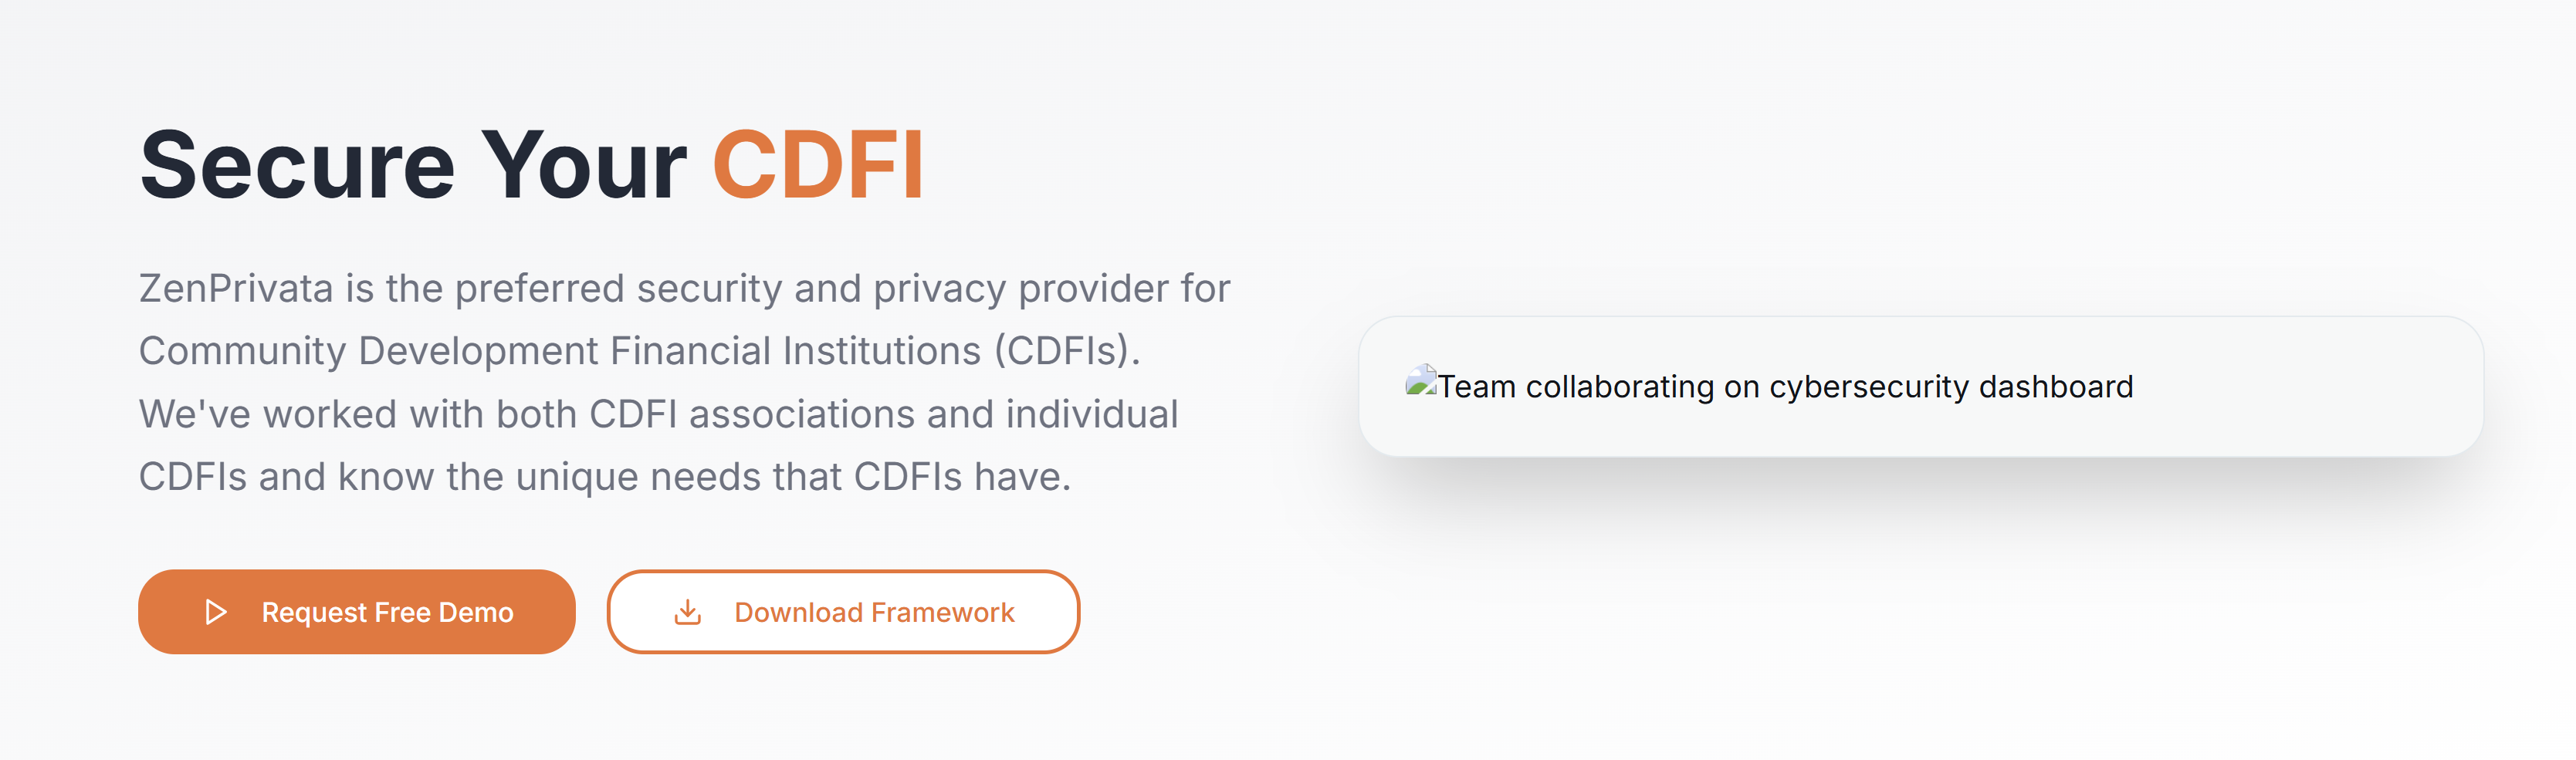 Secure Your CDFI
ZenPrivata is the preferred security and privacy provider for
Community Development Financial Institutions (CDFIs).
We've worked with both CDFI associations and individual
CDFIs and know the unique needs that CDFIs have.
Request Free Demo
Download Framework
Team collaborating on cybersecurity dashboard